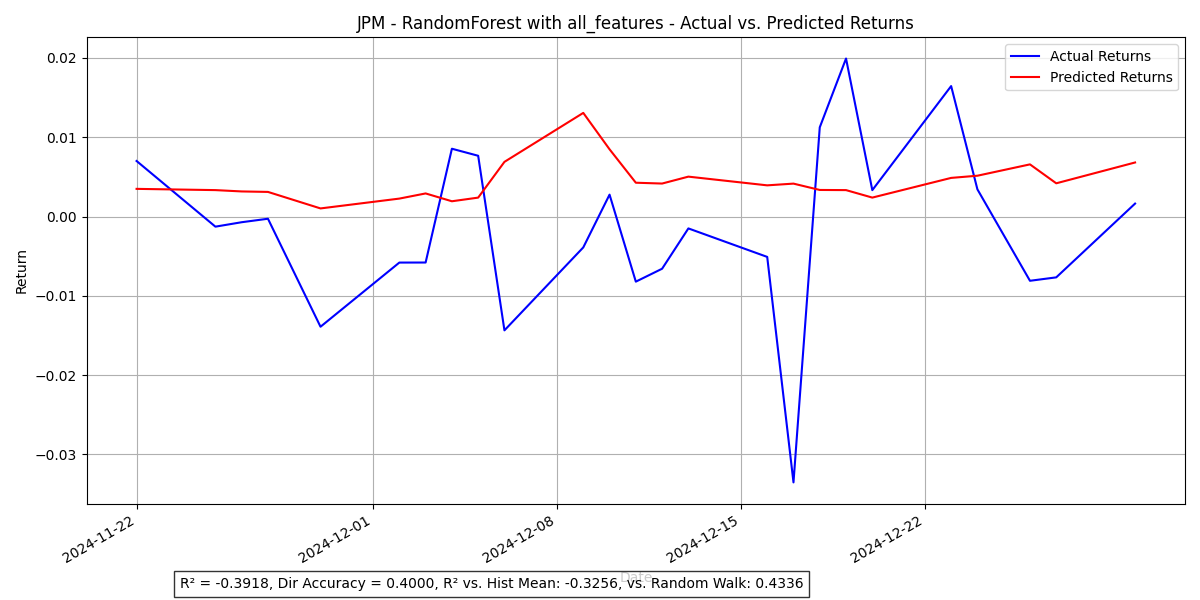 JPM - RandomForest with all_features - Actual vs. Predicted Returns
Actual Returns
Predicted Returns
Return
0.02
0.01
0.00
−0.01
−0.02
−0.03
2024-11-22
2024-12-01
2024-12-08
2024-12-15
2024-12-22
Date
R² = -0.3918, Dir Accuracy = 0.4000, R² vs. Hist Mean: -0.3256, vs. Random Walk: 0.4336